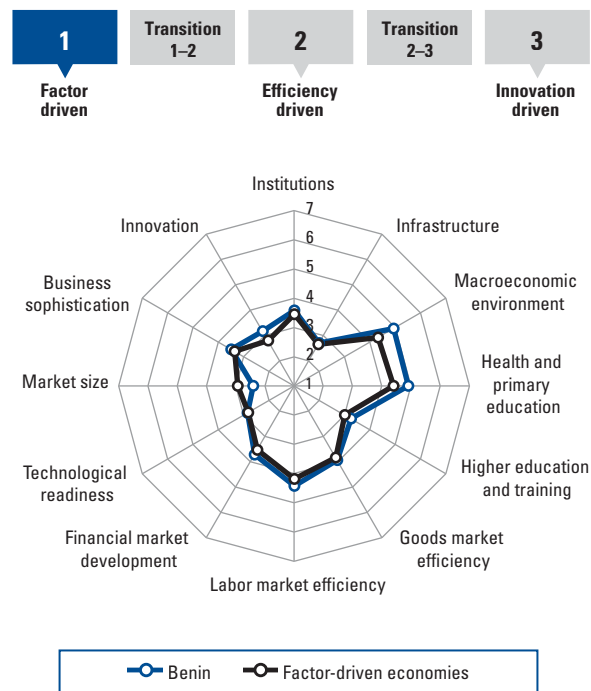 1
Transition
1–2
2
Transition
2–3
3
Factor
driven
Efficiency
driven
Innovation
driven
Institutions
7
6
5
4
3
2
1
Infrastructure
Macroeconomic
environment
Health and
primary
education
Higher education
and training
Goods market
efficiency
Labor market efficiency
Financial market
development
Technological
readiness
Market size
Business
sophistication
Innovation
Benin
Factor-driven economies